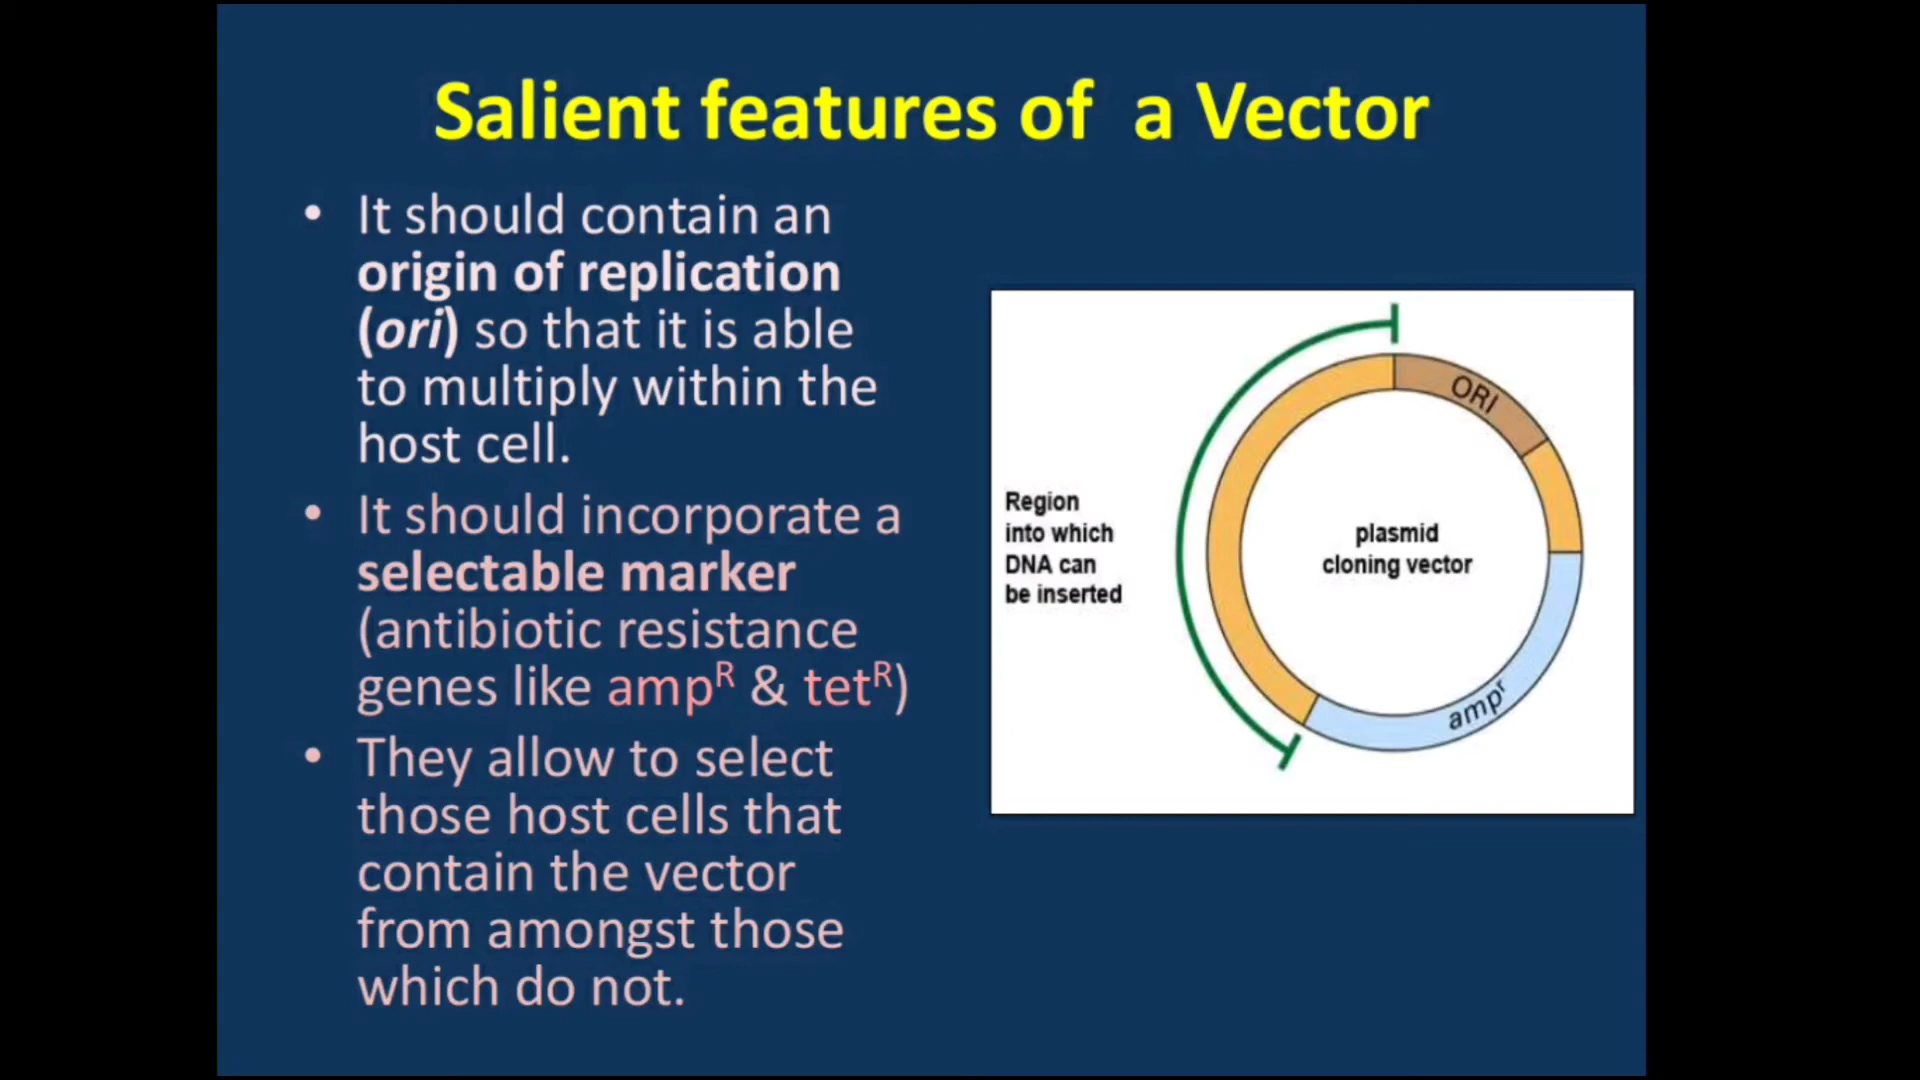 Salient features of a Vector
• It should contain an
origin of replication
(ori) so that it is able
to multiply within the
host cell.
• It should incorporate a
selectable marker
(antibiotic resistance
genes like ampᴿ & tetᴿ)
• They allow to select
those host cells that
contain the vector
from amongst those
which do not.
Region
into which
DNA can
be inserted
ORI
plasmid
cloning vector
ampʳ